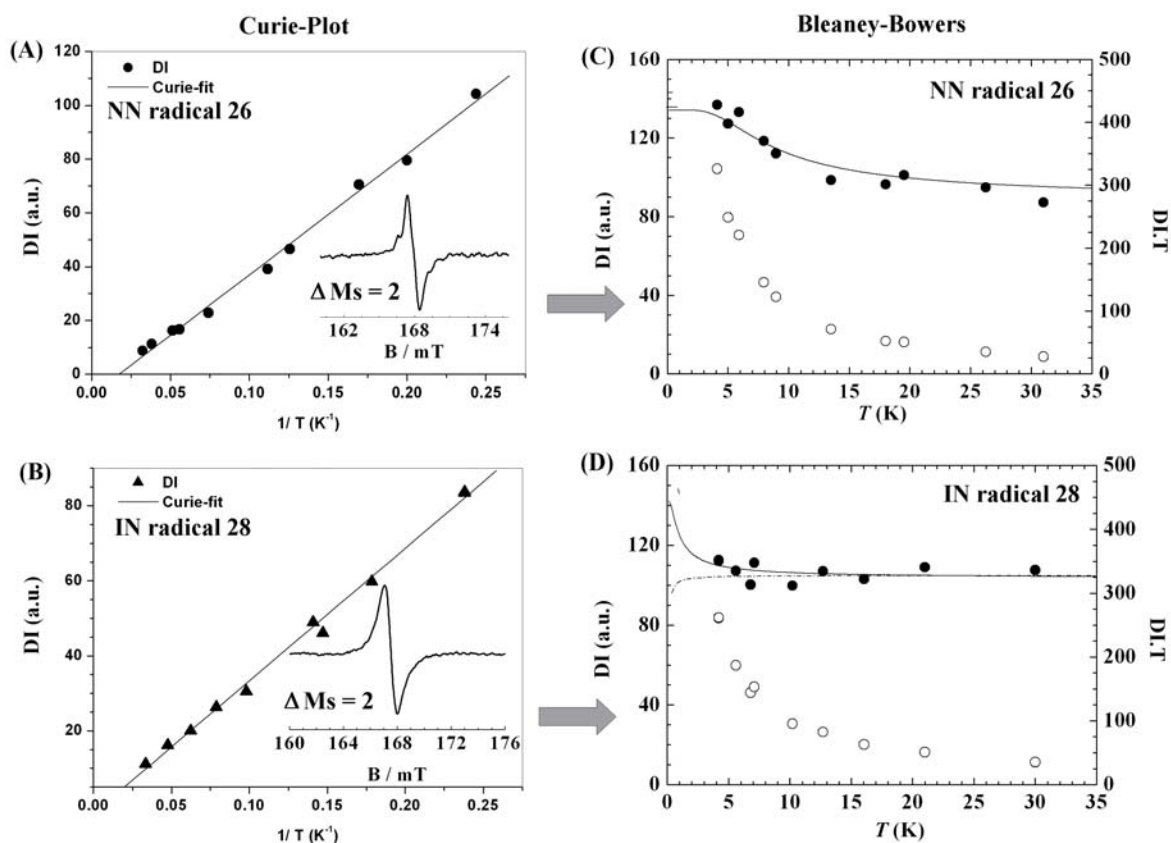 Curie-Plot
Bleaney-Bowers
(A)
120
100
80
60
40
20
0
DI (a.u.)
DI
Curie-fit
NN radical 26
Δ Ms = 2
162 168 174
B / mT
0.00 0.05 0.10 0.15 0.20 0.25
1/ T (K⁻¹)
(C)
160
120
80
40
0
DI (a.u.)
NN radical 26
500
400
300
200
100
0
DI.T
0 5 10 15 20 25 30 35
T (K)
(B)
80
60
40
20
DI (a.u.)
DI
Curie-fit
IN radical 28
Δ Ms = 2
160 164 168 173 176
B / mT
0.00 0.05 0.10 0.15 0.20 0.25
1/ T (K⁻¹)
(D)
160
120
80
40
0
DI (a.u.)
IN radical 28
500
400
300
200
100
0
DI.T
0 5 10 15 20 25 30 35
T (K)